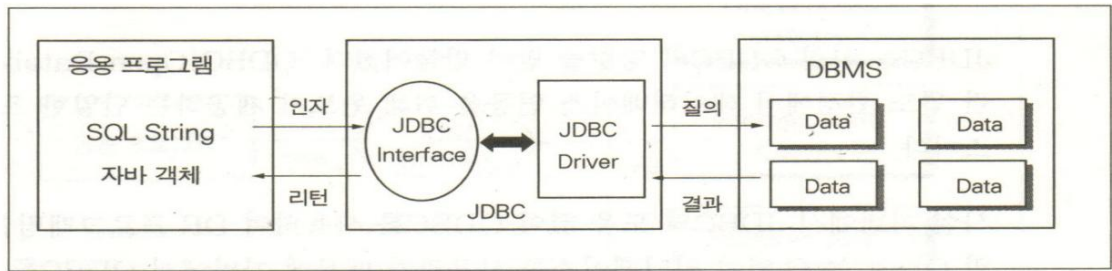 응용 프로그램
SQL String
자바 객체
인자
리턴
JDBC
Interface
JDBC
Driver
JDBC
질의
결과
DBMS
Data
Data
Data
Data